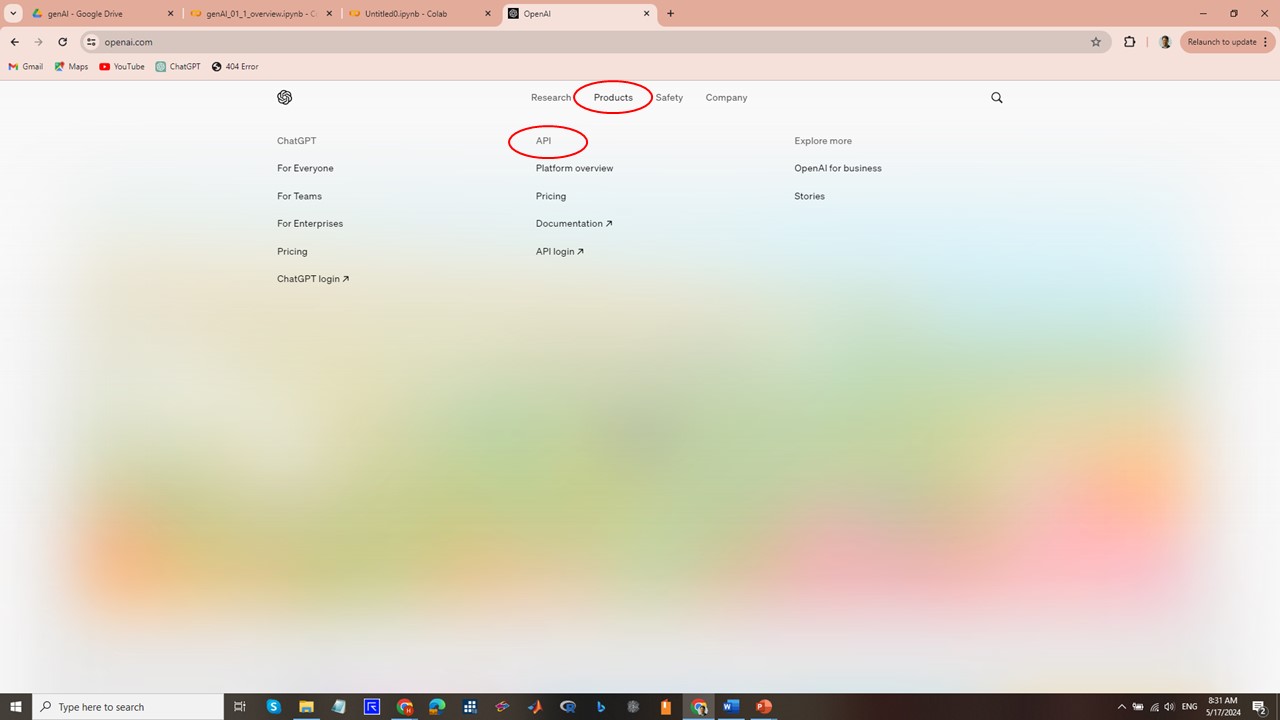 genAI - Google Drive
genAI_01_1_overview.ipynb - C
Untitled0.ipynb - Colab
OpenAI
openai.com
Relaunch to update
Gmail
Maps
YouTube
ChatGPT
404 Error
Research
Products
Safety
Company
ChatGPT
For Everyone
For Teams
For Enterprises
Pricing
ChatGPT login ↗
API
Platform overview
Pricing
Documentation ↗
API login ↗
Explore more
OpenAI for business
Stories
Type here to search
ENG
8:31 AM
5/17/2024